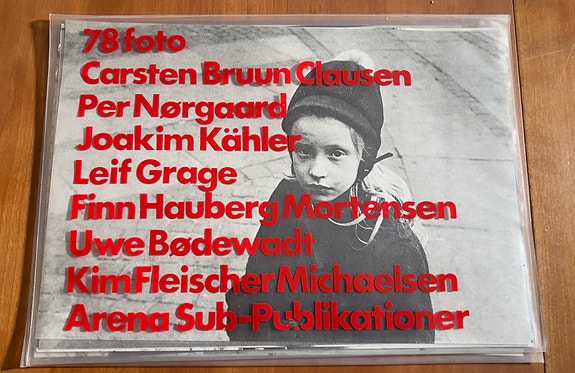 78 foto
Carsten Bruun Clausen
Per Nørgaard
Joakim Kähler
Leif Grage
Finn Hauberg Mortensen
Uwe Bødewadt
Kim Fleischer Michaelsen
Arena Sub-Publikationer